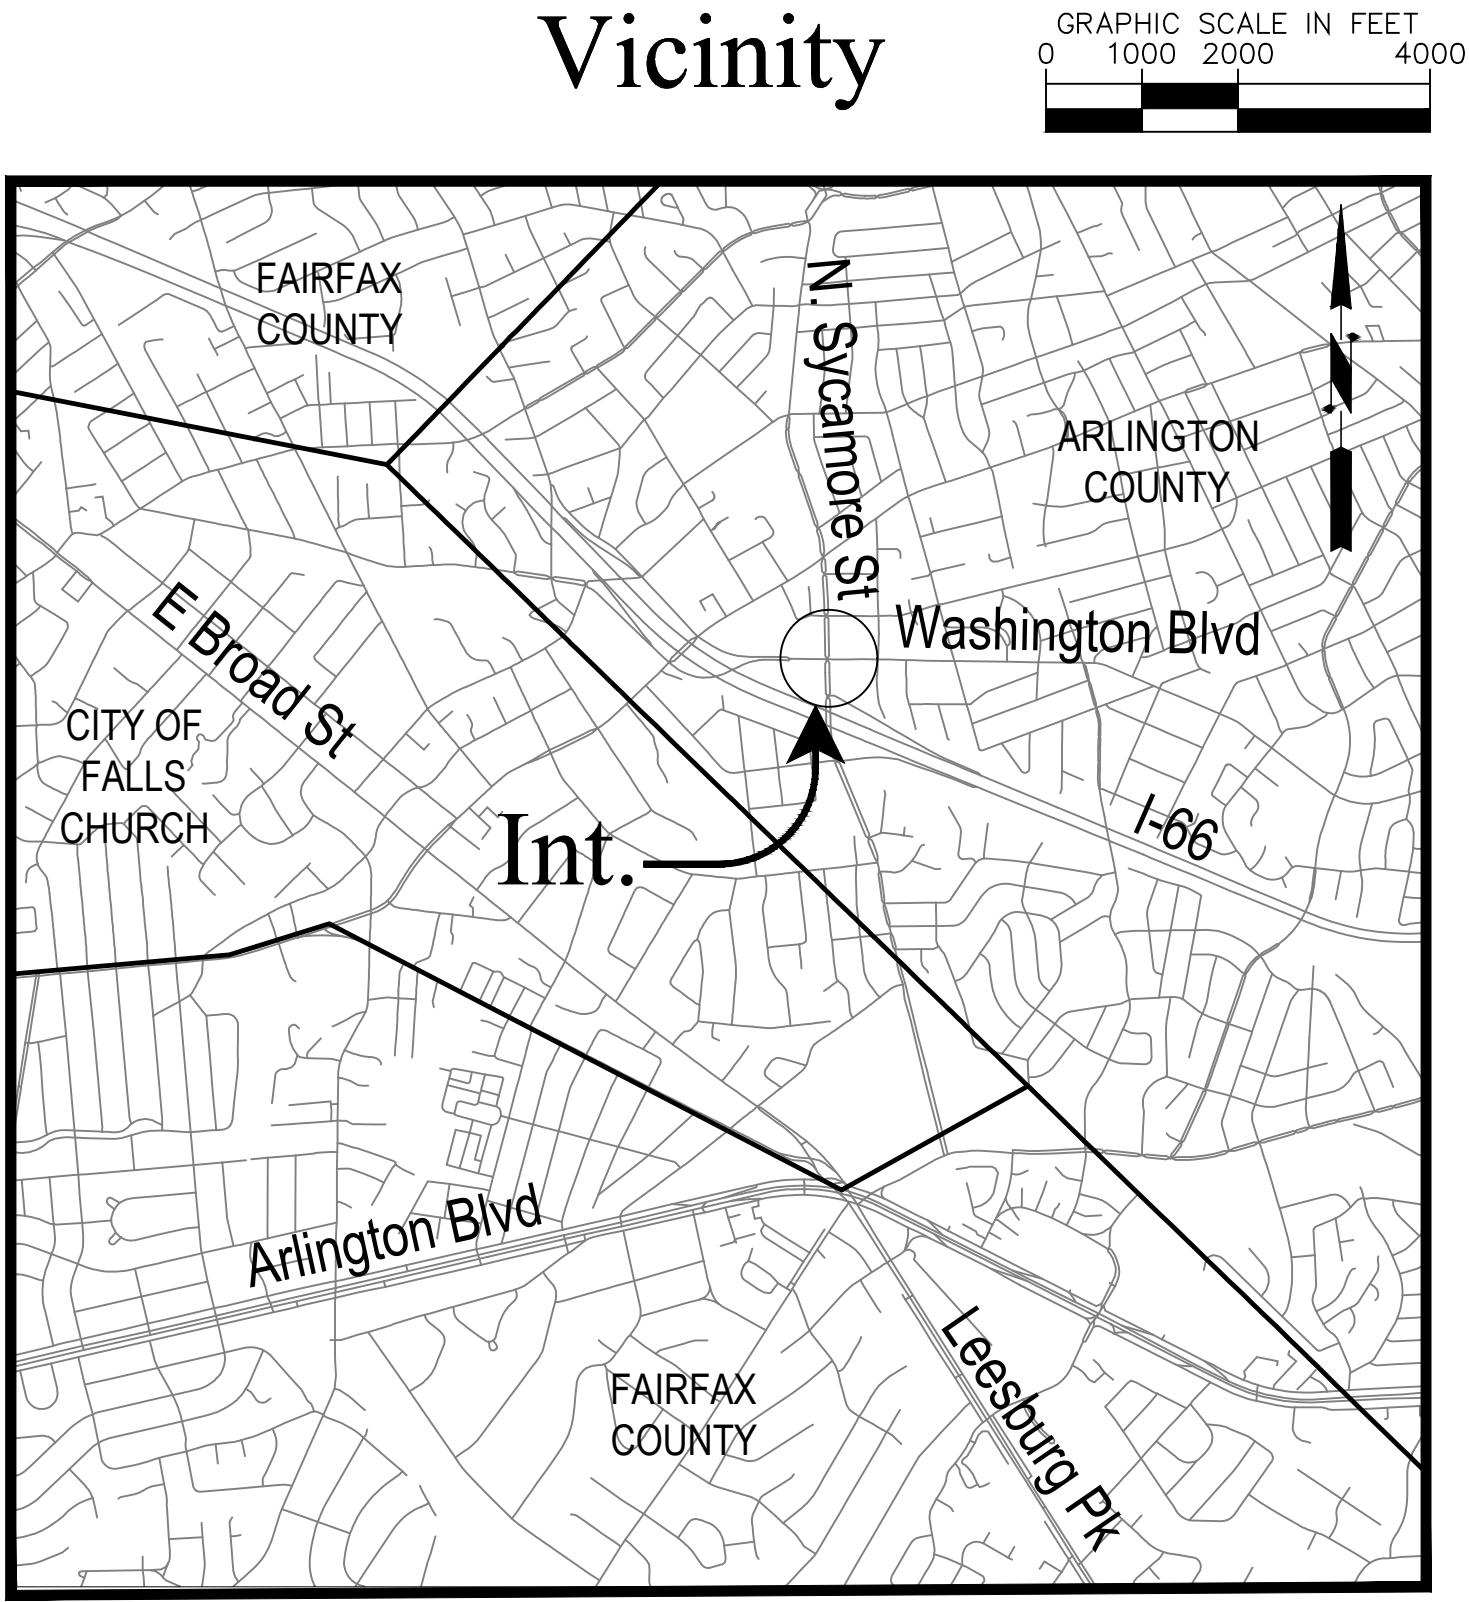 Vicinity
GRAPHIC SCALE IN FEET
0 1000 2000 4000
FAIRFAX
COUNTY
N. Sycamore St
ARLINGTON
COUNTY
N
E Broad St
Washington Blvd
CITY OF
FALLS
CHURCH
I-66
Int.
Arlington Blvd
Leesburg Pk
FAIRFAX
COUNTY